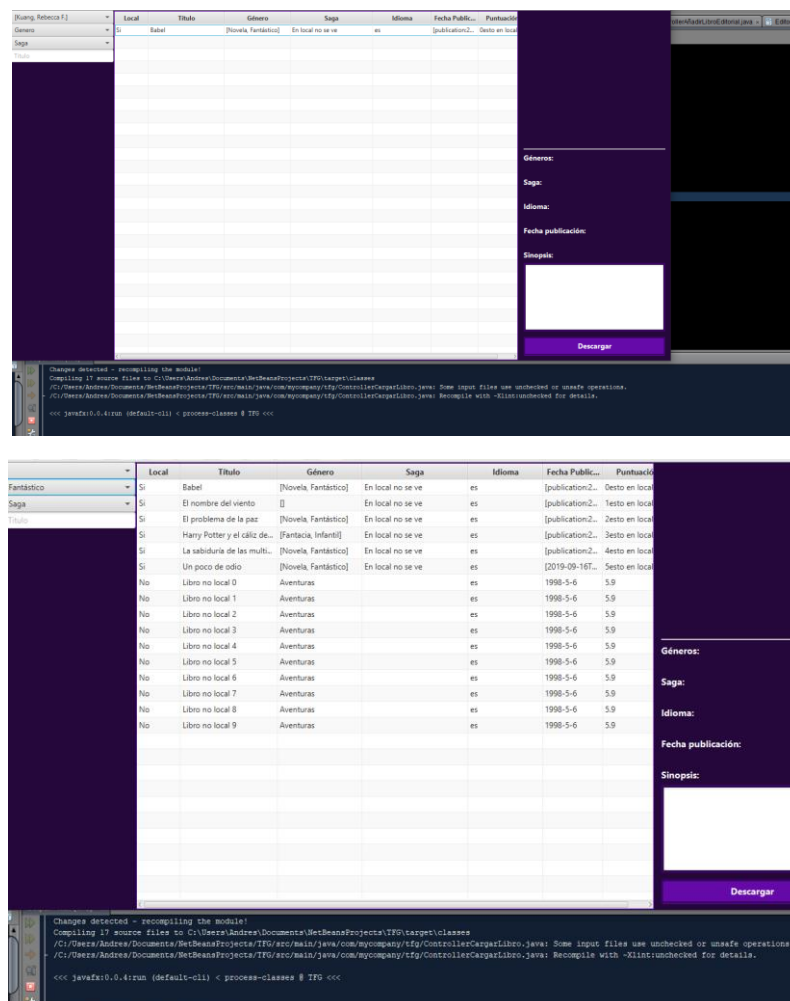 [Kuang, Rebecca F.] Local Título Género Saga Idioma Fecha Public... Puntuación
Genero Si Babel [Novela, Fantástico] En local no se ve es [publication:2... 0esto en local
Saga
Título
Géneros:
Saga:
Idioma:
Fecha publicación:
Sinopsis:
Descargar
Changes detected - recompiling the module!
Compiling 17 source files to C:\Users\Andres\Documents\NetBeansProjects\TFG\target\classes
/C:/Users/Andres/Documents/NetBeansProjects/TFG/src/main/java/com/mycompany/tfg/ControllerCargarLibro.java: Some input files use unchecked or unsafe operations.
/C:/Users/Andres/Documents/NetBeansProjects/TFG/src/main/java/com/mycompany/tfg/ControllerCargarLibro.java: Recompile with -Xlint:unchecked for details.
<<< javafx:0.0.4:run (default-cli) < process-classes @ TFG <<<
Local Título Género Saga Idioma Fecha Public... Puntuació
Fantástico Si Babel [Novela, Fantástico] En local no se ve es [publication:2... 0esto en local
Saga Si El nombre del viento [] En local no se ve es [publication:2... 1esto en local
Título Si El problema de la paz [Novela, Fantástico] En local no se ve es [publication:2... 2esto en local
Si Harry Potter y el cáliz de... [Fantacia, Infantil] En local no se ve es [publication:2... 3esto en local
Si La sabiduría de las multi... [Novela, Fantástico] En local no se ve es [publication:2... 4esto en local
Si Un poco de odio [Novela, Fantástico] En local no se ve es [2019-09-16T... 5esto en local
No Libro no local 0 Aventuras es 1998-5-6 5.9
No Libro no local 1 Aventuras es 1998-5-6 5.9
No Libro no local 2 Aventuras es 1998-5-6 5.9
No Libro no local 3 Aventuras es 1998-5-6 5.9
No Libro no local 4 Aventuras es 1998-5-6 5.9
No Libro no local 5 Aventuras es 1998-5-6 5.9
No Libro no local 6 Aventuras es 1998-5-6 5.9
No Libro no local 7 Aventuras es 1998-5-6 5.9
No Libro no local 8 Aventuras es 1998-5-6 5.9
No Libro no local 9 Aventuras es 1998-5-6 5.9
Géneros:
Saga:
Idioma:
Fecha publicación:
Sinopsis:
Descargar
Changes detected - recompiling the module!
Compiling 17 source files to C:\Users\Andres\Documents\NetBeansProjects\TFG\target\classes
/C:/Users/Andres/Documents/NetBeansProjects/TFG/src/main/java/com/mycompany/tfg/ControllerCargarLibro.java: Some input files use unchecked or unsafe operations
/C:/Users/Andres/Documents/NetBeansProjects/TFG/src/main/java/com/mycompany/tfg/ControllerCargarLibro.java: Recompile with -Xlint:unchecked for details.
<<< javafx:0.0.4:run (default-cli) < process-classes @ TFG <<<